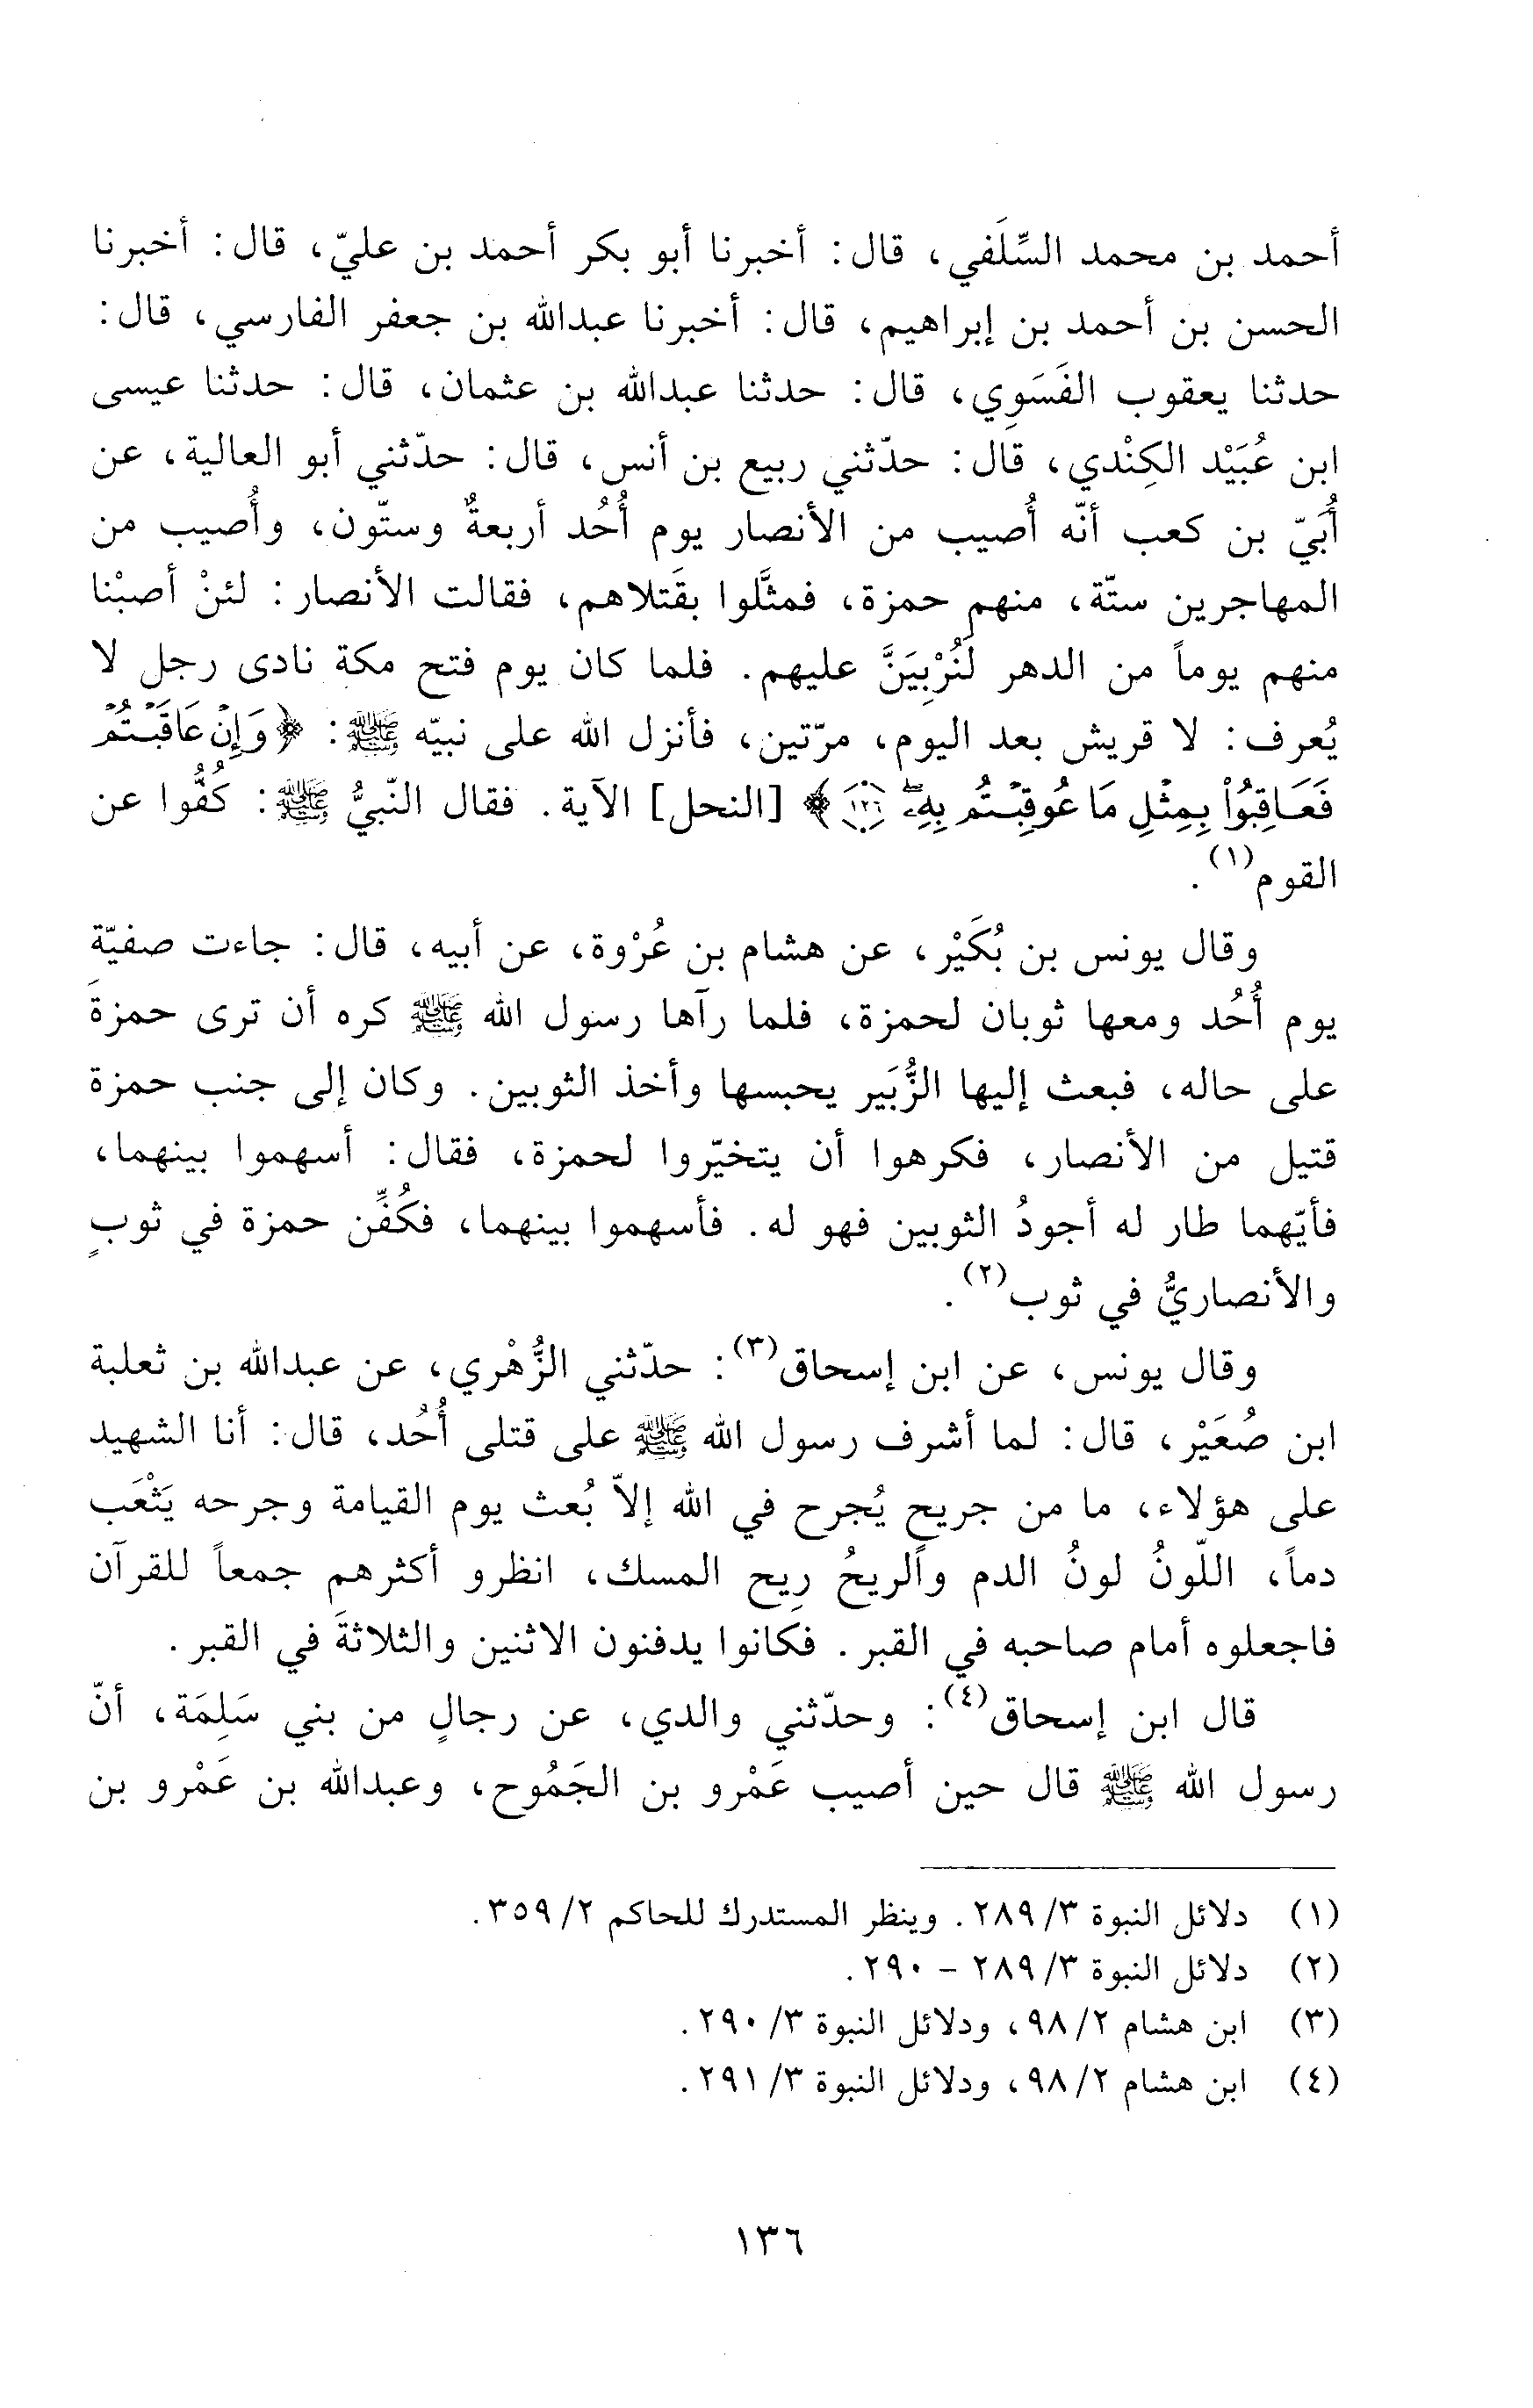 أحمد بن محمد السِّلَفي، قال: أخبرنا أبو بكر أحمد بن عليّ، قال: أخبرنا
الحسن بن أحمد بن إبراهيم، قال: أخبرنا عبدالله بن جعفر الفارسي، قال:
حدثنا يعقوب الفَسَوِي، قال: حدثنا عبدالله بن عثمان، قال: حدثنا عيسى
ابن عُبَيْد الكِنْدي، قال: حدّثني ربيع بن أنس، قال: حدّثني أبو العالية، عن
أُبَيّ بن كعب أنّه أُصيب من الأنصار يوم أُحُد أربعةٌ وستّون، وأُصيب من
المهاجرين ستّة، منهم حمزة، فمثَّلوا بقَتلاهم، فقالت الأنصار: لئنْ أصبْنا
منهم يوماً من الدهر لَنُرْبِيَنَّ عليهم. فلما كان يوم فتح مكة نادى رجل لا
يُعرف: لا قريش بعد اليوم، مرّتين، فأنزل الله على نبيّه ﷺ: ﴿وَإِنْ عَاقَبْتُمْ
فَعَاقِبُواْ بِمِثْلِ مَا عُوقِبْتُم بِهِۦۖ ١٢٦﴾ [النحل] الآية. فقال النّبيُّ ﷺ: كُفُّوا عن
القوم(١).
وقال يونس بن بُكَيْر، عن هشام بن عُرْوة، عن أبيه، قال: جاءت صفيّة
يوم أُحُد ومعها ثوبان لحمزة، فلما رآها رسول الله ﷺ كره أن ترى حمزةَ
على حاله، فبعث إليها الزُّبَير يحبسها وأخذ الثوبين. وكان إلى جنب حمزة
قتيل من الأنصار، فكرهوا أن يتخيّروا لحمزة، فقال: أسهموا بينهما،
فأيّهما طار له أجودُ الثوبين فهو له. فأسهموا بينهما، فكُفِّن حمزة في ثوبٍ
والأنصاريُّ في ثوب(٢).
وقال يونس، عن ابن إسحاق(٣): حدّثني الزُّهْري، عن عبدالله بن ثعلبة
ابن صُعَيْر، قال: لما أشرف رسول الله ﷺ على قتلى أُحُد، قال: أنا الشهيد
على هؤلاء، ما من جريح يُجرح في الله إلاّ بُعث يوم القيامة وجرحه يَثْعَب
دماً، اللّونُ لونُ الدم والريحُ رِيح المسك، انظرو أكثرهم جمعاً للقرآن
فاجعلوه أمام صاحبه في القبر. فكانوا يدفنون الاثنين والثلاثةَ في القبر.
قال ابن إسحاق(٤): وحدّثني والدي، عن رجالٍ من بني سَلِمَة، أنّ
رسول الله ﷺ قال حين أصيب عَمْرو بن الجَمُوح، وعبدالله بن عَمْرو بن
(١) دلائل النبوة ٣/ ٢٨٩. وينظر المستدرك للحاكم ٢/ ٣٥٩.
(٢) دلائل النبوة ٣/ ٢٨٩ - ٢٩٠.
(٣) ابن هشام ٢/ ٩٨، ودلائل النبوة ٣/ ٢٩٠.
(٤) ابن هشام ٢/ ٩٨، ودلائل النبوة ٣/ ٢٩١.
١٣٦